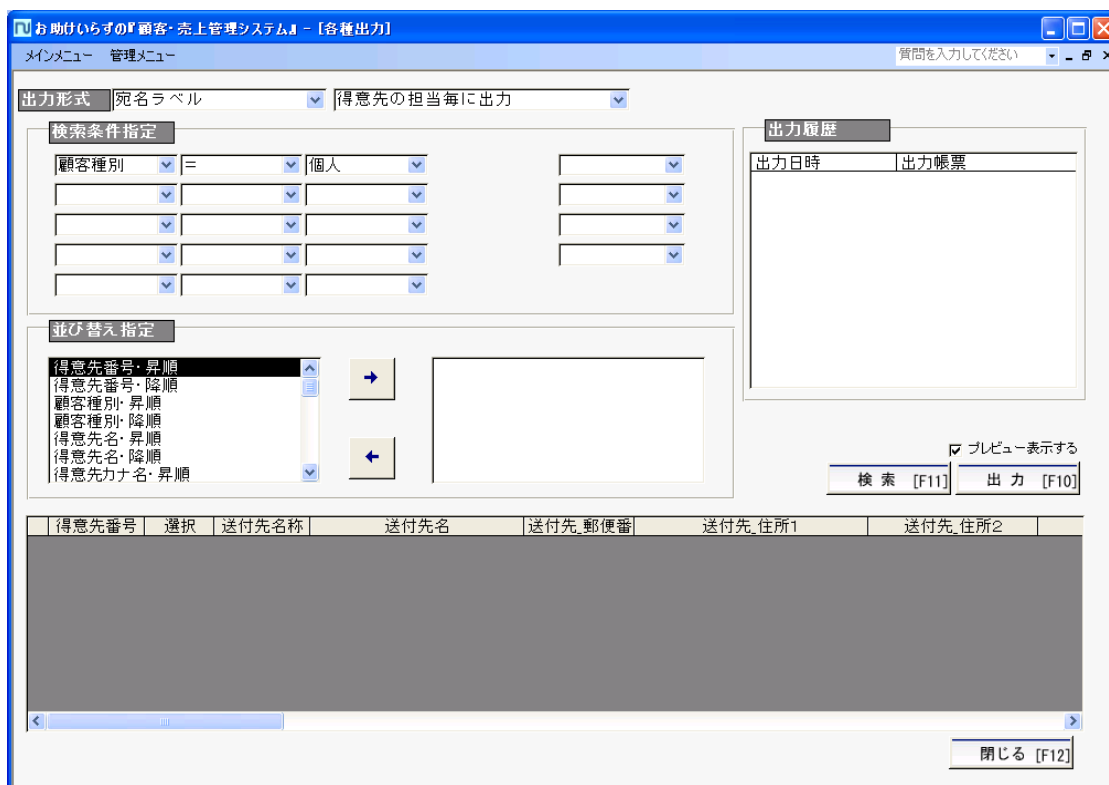 お助けいらずの『顧客・売上管理システム』 - [各種出力]
メインメニュー 管理メニュー 質問を入力してください
出力形式 宛名ラベル 得意先の担当毎に出力
検索条件指定
顧客種別 = 個人
出力履歴
出力日時 出力帳票
並び替え指定
得意先番号・昇順
得意先番号・降順
顧客種別・昇順
顧客種別・降順
得意先名・昇順
得意先名・降順
得意先カナ名・昇順
プレビュー表示する
検 索 [F11] 出 力 [F10]
得意先番号 選択 送付先名称 送付先名 送付先_郵便番 送付先_住所1 送付先_住所2
閉じる [F12]